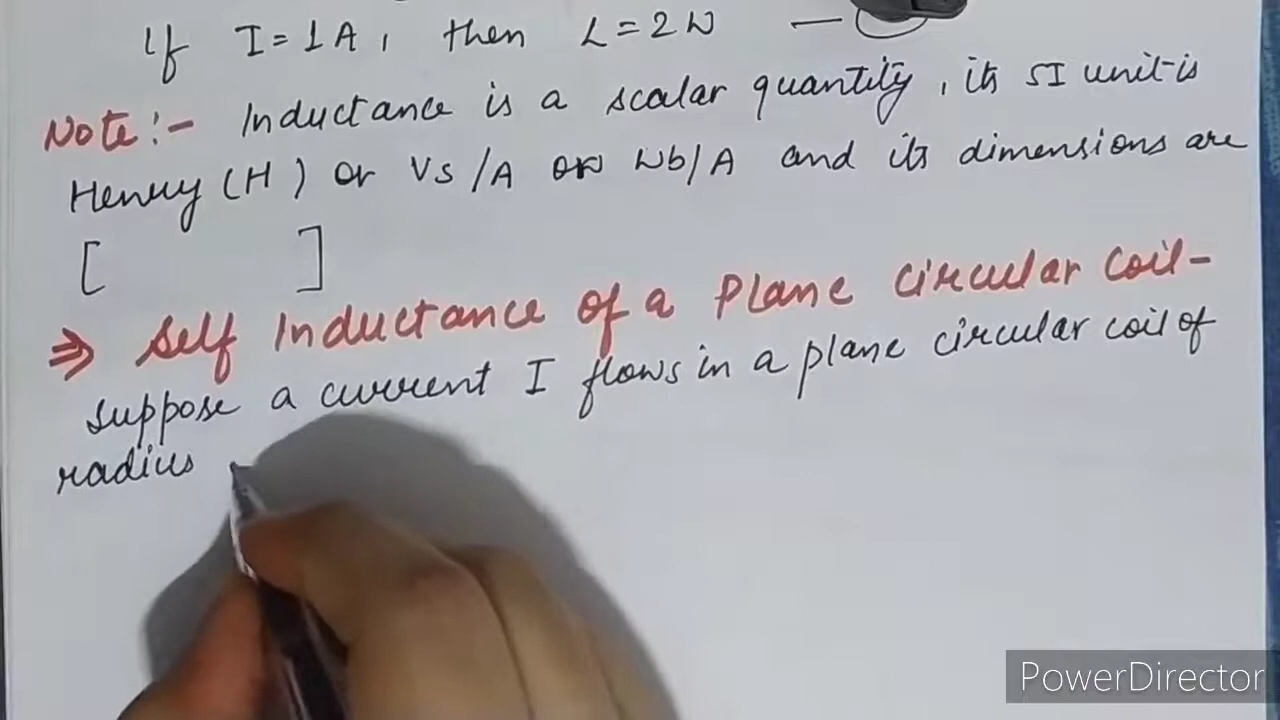 If I = 1A, then L = 2W —
Note:- Inductance is a scalar quantity, its SI unit is
Henry (H) or Vs/A or Wb/A and its dimensions are
[ ]
⇒ Self Inductance of a Plane Circular Coil-
suppose a current I flows in a plane circular coil of
radius
PowerDirector